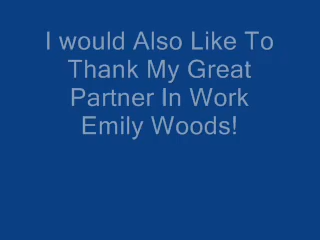 I would Also Like To
Thank My Great
Partner In Work
Emily Woods!